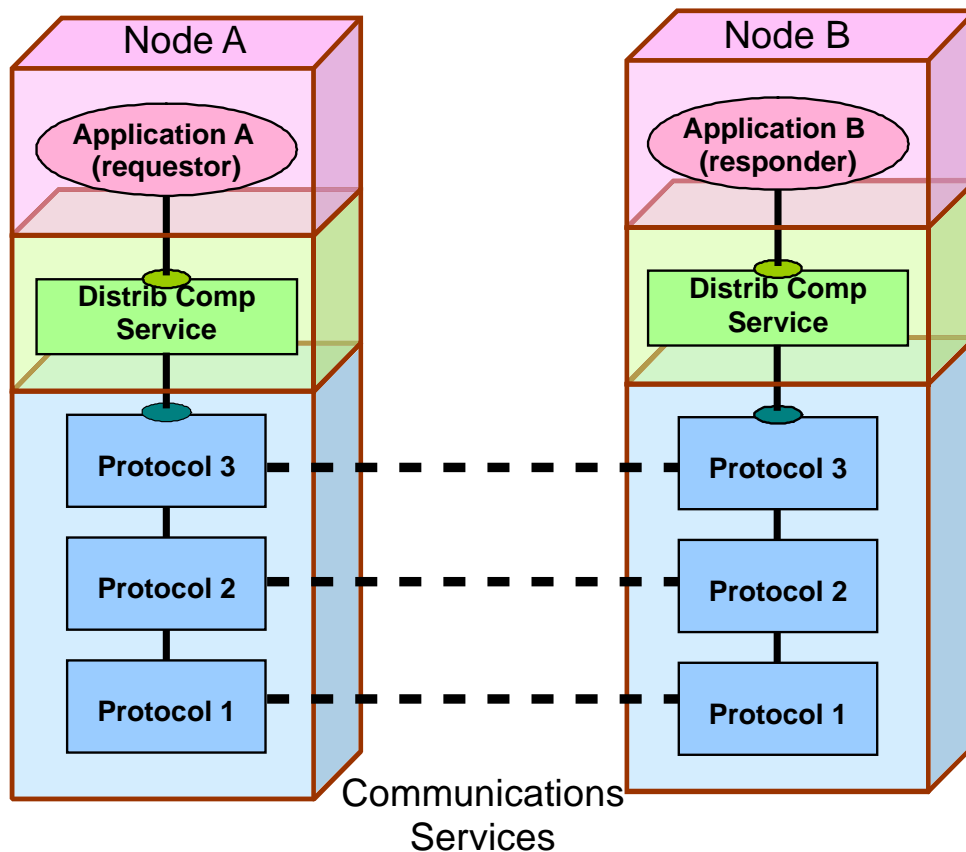 Node A
Application A
(requestor)
Distrib Comp
Service
Protocol 3
Protocol 2
Protocol 1
Node B
Application B
(responder)
Distrib Comp
Service
Protocol 3
Protocol 2
Protocol 1
Communications
Services